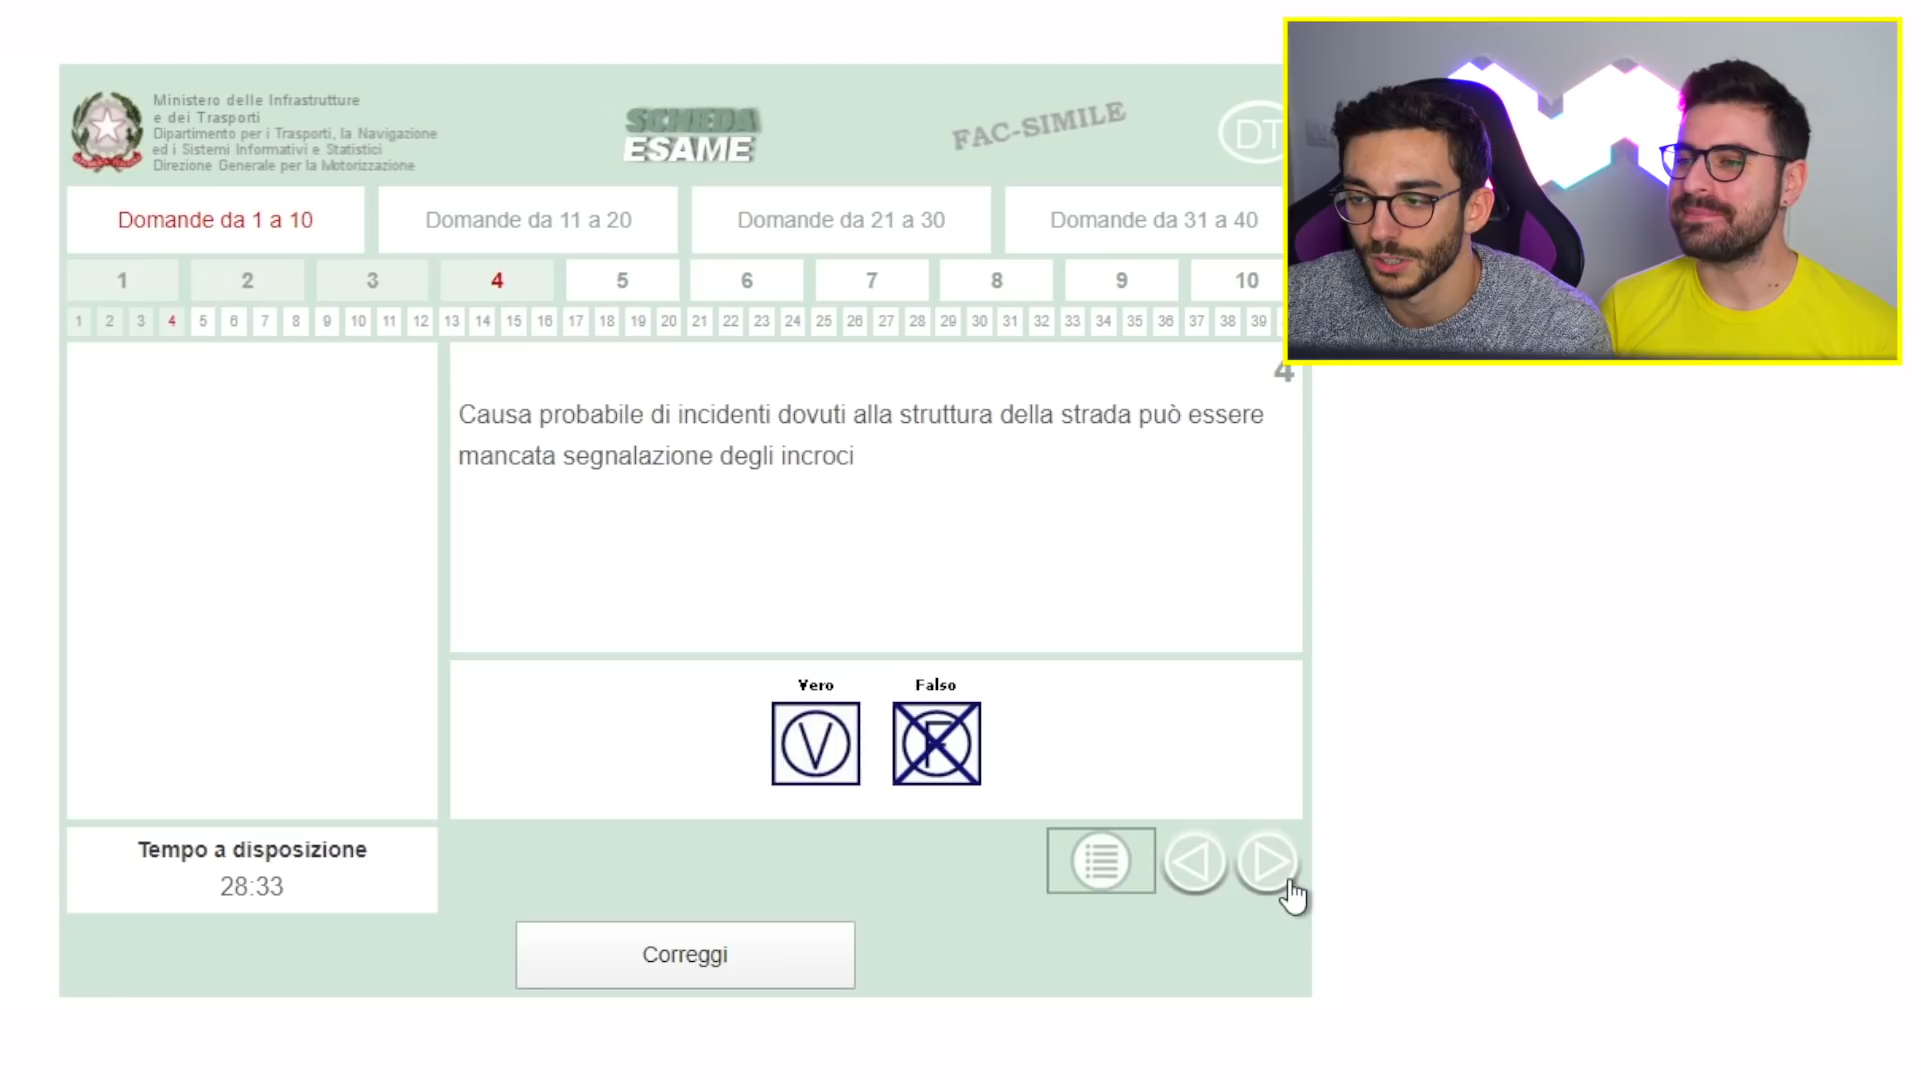 Ministero delle Infrastrutture
e dei Trasporti
Dipartimento per i Trasporti, la Navigazione
ed i Sistemi Informativi e Statistici
Direzione Generale per la Motorizzazione
SCHEDA
ESAME
FAC-SIMILE
DT
Domande da 1 a 10
Domande da 11 a 20
Domande da 21 a 30
Domande da 31 a 40
1 2 3 4 5 6 7 8 9 10
1 2 3 4 5 6 7 8 9 10 11 12 13 14 15 16 17 18 19 20 21 22 23 24 25 26 27 28 29 30 31 32 33 34 35 36 37 38 39
4
Causa probabile di incidenti dovuti alla struttura della strada può essere
mancata segnalazione degli incroci
Vero
Falso
V
F
Tempo a disposizione
28:33
Correggi